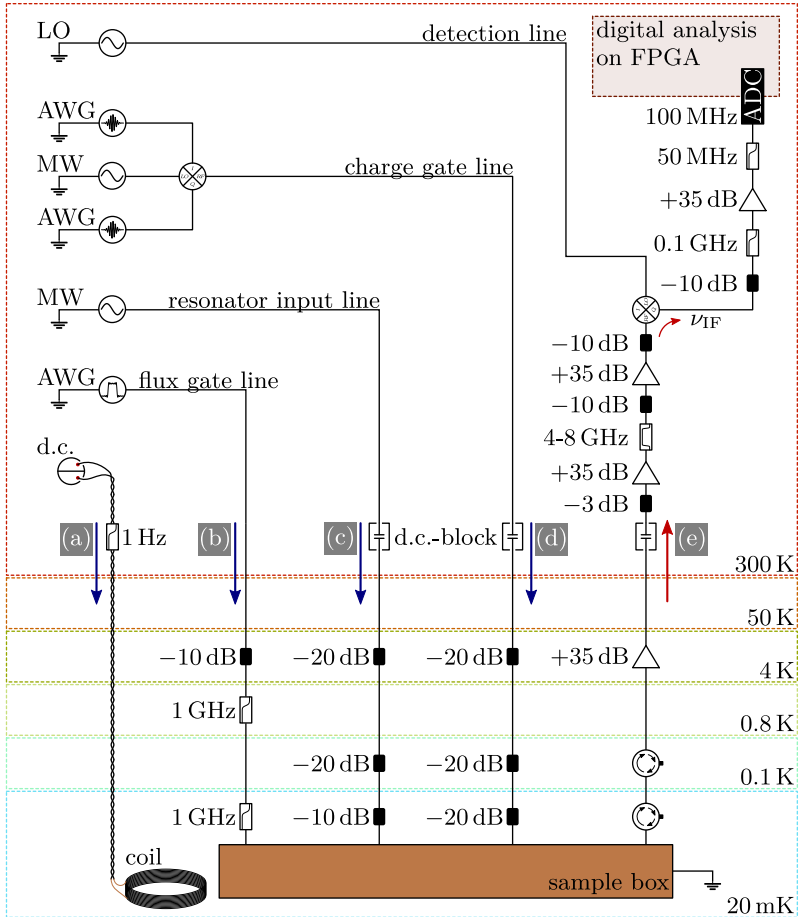 LO
detection line
digital analysis
on FPGA
ADC
AWG
100 MHz
50 MHz
MW
charge gate line
+35 dB
AWG
0.1 GHz
−10 dB
MW
resonator input line
ν_IF
−10 dB
AWG
flux gate line
+35 dB
−10 dB
4-8 GHz
d.c.
+35 dB
−3 dB
(a)
1 Hz
(b)
(c)
d.c.-block
(d)
(e)
300 K
50 K
−10 dB
−20 dB
−20 dB
+35 dB
4 K
1 GHz
0.8 K
−20 dB
−20 dB
0.1 K
1 GHz
−10 dB
−20 dB
coil
sample box
20 mK